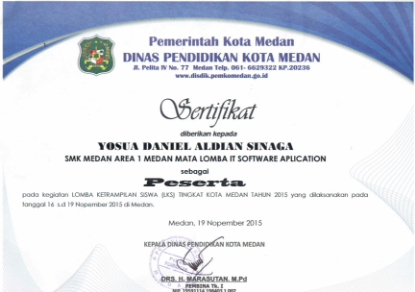 Pemerintah Kota Medan
DINAS PENDIDIKAN KOTA MEDAN
Jl. Pelita IV No. 77 Medan Telp. 061- 6629322 KP.20236
www.disdik.pemkomedan.go.id
Sertifikat
diberikan kepada
YOSUA DANIEL ALDIAN SINAGA
SMK MEDAN AREA 1 MEDAN MATA LOMBA IT SOFTWARE APLICATION
sebagai
Peserta
pada kegiatan LOMBA KETRAMPILAN SISWA (LKS) TINGKAT KOTA MEDAN TAHUN 2015 yang dilaksanakan pada
tanggal 16 s.d 19 Nopember 2015 di Medan.
Medan, 19 Nopember 2015
KEPALA DINAS PENDIDIKAN KOTA MEDAN
DRS. H. MARASUTAN, M.Pd
PEMBINA Tk. I